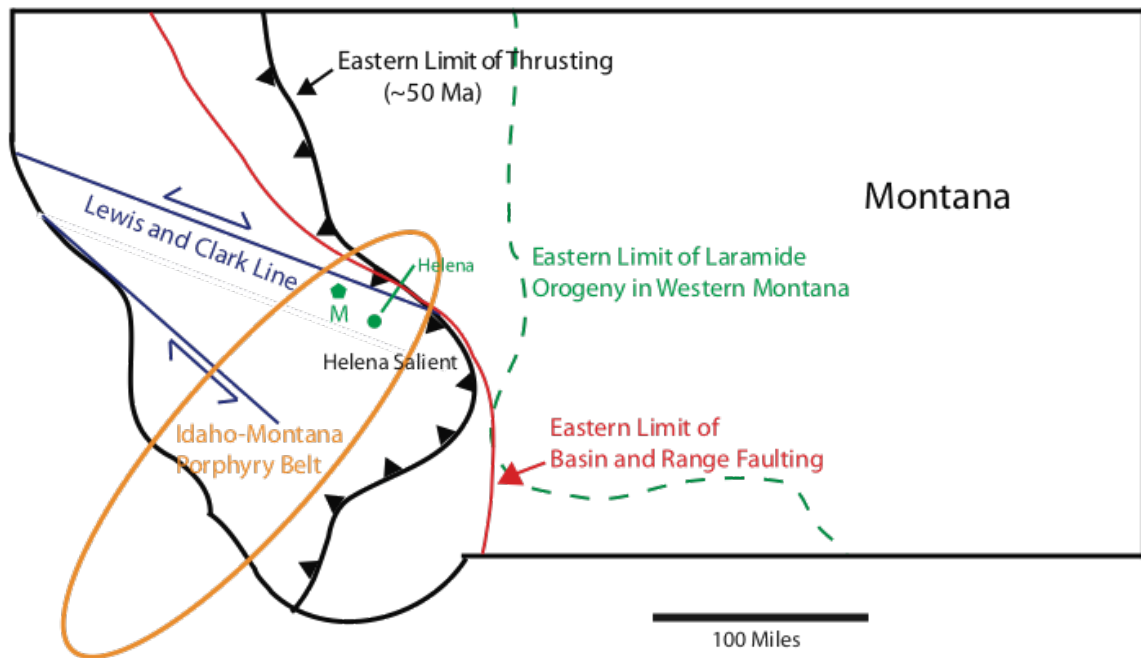 Eastern Limit of Thrusting
(~50 Ma)
Montana
Lewis and Clark Line
Helena
Eastern Limit of Laramide
Orogeny in Western Montana
M
Helena Salient
Idaho-Montana
Porphyry Belt
Eastern Limit of
Basin and Range Faulting
100 Miles